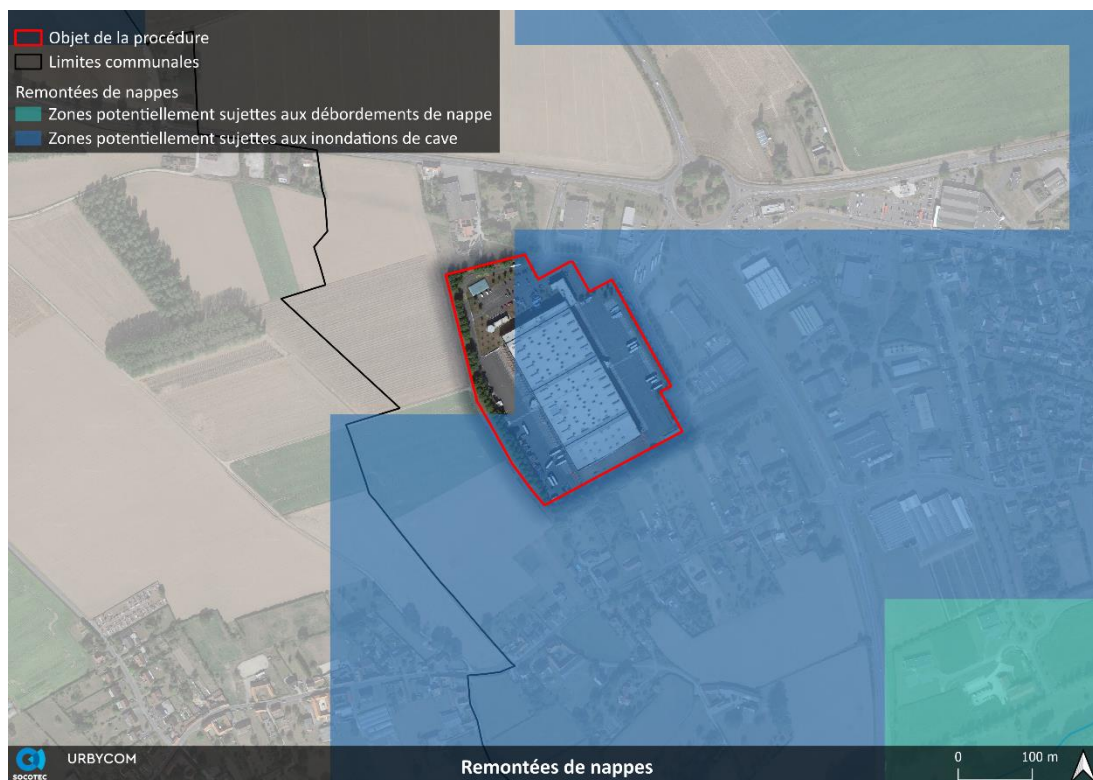 Objet de la procédure
Limites communales
Remontées de nappes
Zones potentiellement sujettes aux débordements de nappe
Zones potentiellement sujettes aux inondations de cave
SOCOTEC
URBYCOM
Remontées de nappes
0 100 m